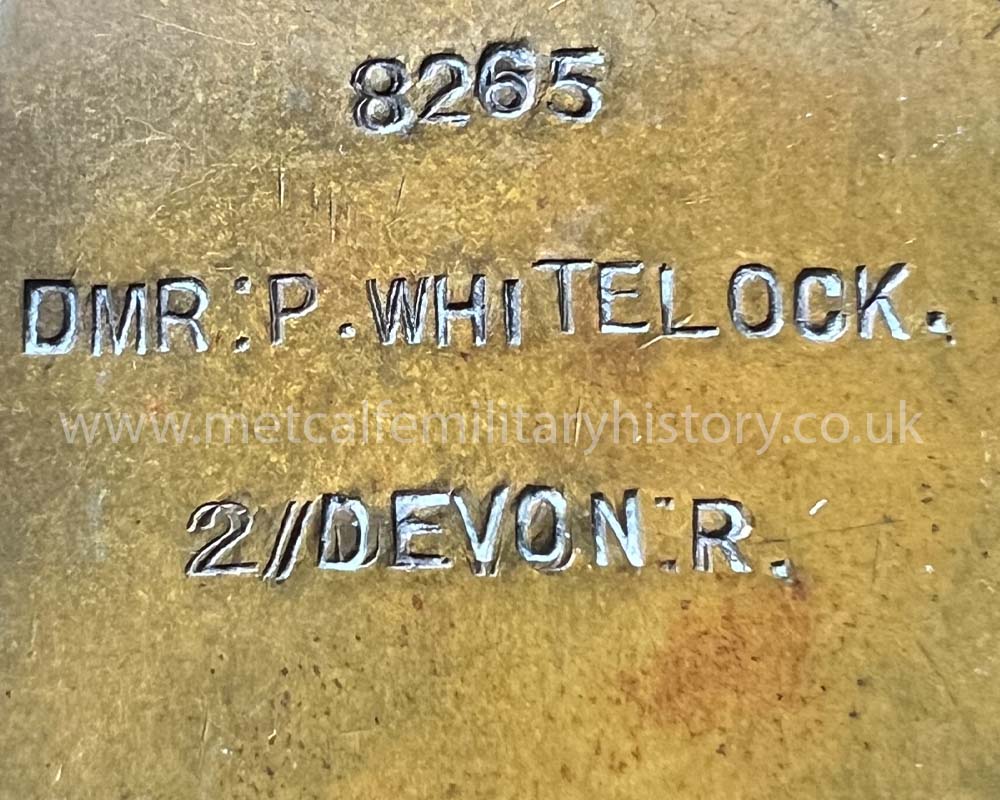 8265
DMR: P. WHITELOCK.
www.metcalfemilitaryhistory.co.uk
2/DEVON: R.